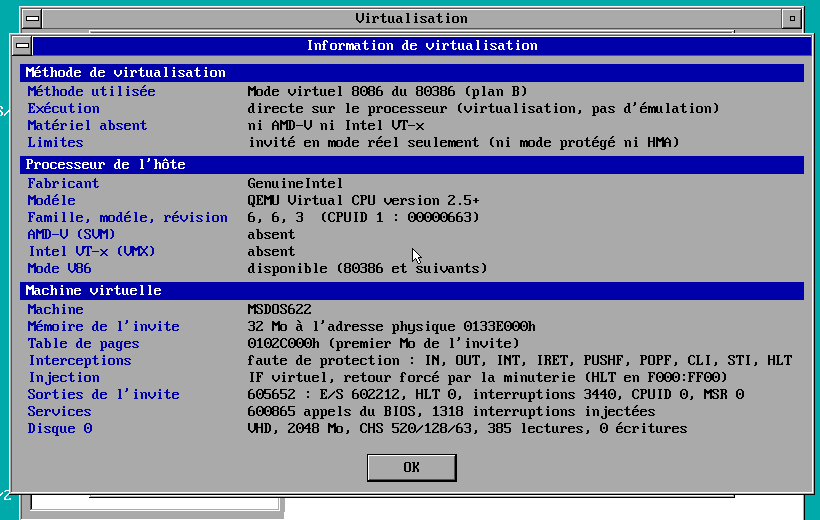 Virtualisation
Information de virtualisation
Méthode de virtualisation
Méthode utilisée Mode virtuel 8086 du 80386 (plan B)
Exécution directe sur le processeur (virtualisation, pas d'émulation)
Matériel absent ni AMD-V ni Intel VT-x
Limites invité en mode réel seulement (ni mode protégé ni HMA)
Processeur de l'hôte
Fabricant GenuineIntel
Modéle QEMU Virtual CPU version 2.5+
Famille, modéle, révision 6, 6, 3 (CPUID 1 : 00000663)
AMD-V (SVM) absent
Intel VT-x (VMX) absent
Mode V86 disponible (80386 et suivants)
Machine virtuelle
Machine MSDOS622
Mémoire de l'invite 32 Mo à l'adresse physique 0133E000h
Table de pages 0102C000h (premier Mo de l'invite)
Interceptions faute de protection : IN, OUT, INT, IRET, PUSHF, POPF, CLI, STI, HLT
Injection IF virtuel, retour forcé par la minuterie (HLT en F000:FF00)
Sorties de l'invite 605652 : E/S 602212, HLT 0, interruptions 3440, CPUID 0, MSR 0
Services 600865 appels du BIOS, 1318 interruptions injectées
Disque 0 VHD, 2048 Mo, CHS 520/128/63, 385 lectures, 0 écritures
OK